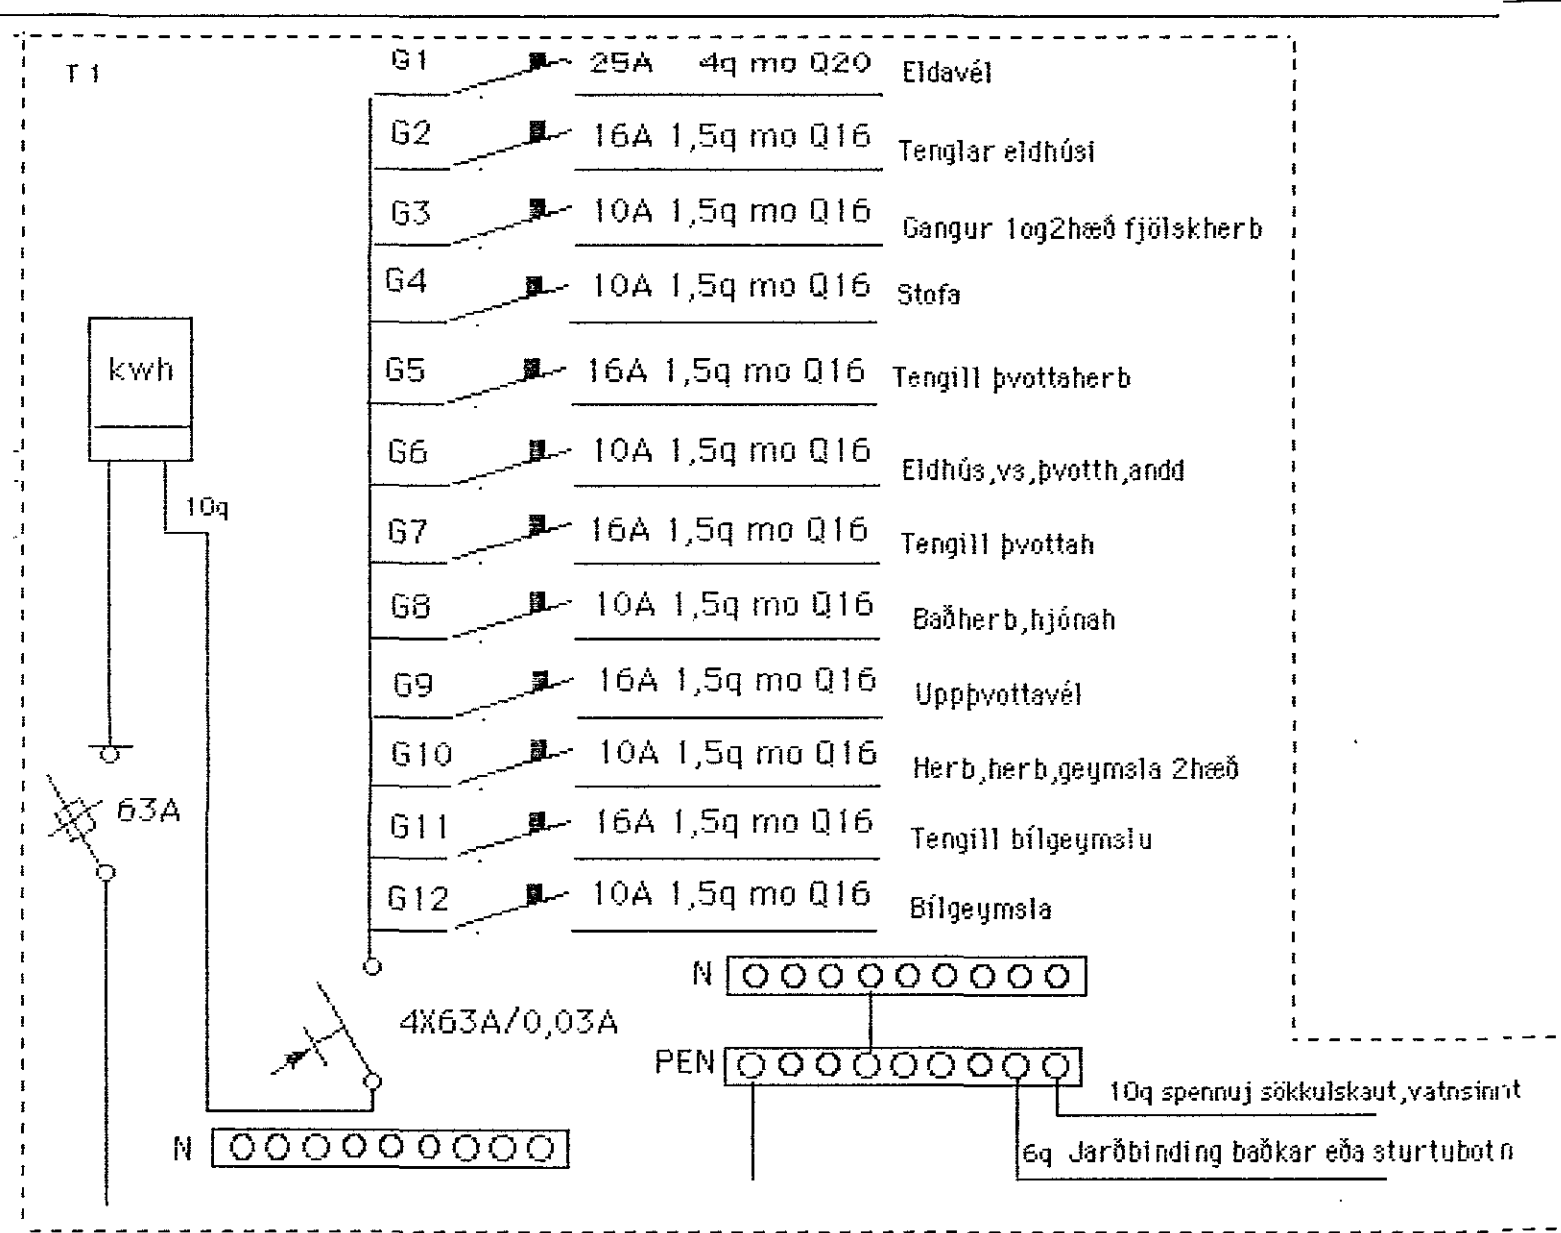 T 1
G1 25A 4q mo Q20 Eldavél
G2 16A 1,5q mo Q16 Tenglar eldhúsi
G3 10A 1,5q mo Q16 Gangur 1og2hæð fjölskherb
G4 10A 1,5q mo Q16 Stofa
kwh
G5 16A 1,5q mo Q16 Tengill þvottaherb
G6 10A 1,5q mo Q16 Eldhús,vs,þvotth,andd
10q
G7 16A 1,5q mo Q16 Tengill þvottah
G8 10A 1,5q mo Q16 Baðherb,hjónah
G9 16A 1,5q mo Q16 Uppþvottavél
G10 10A 1,5q mo Q16 Herb,herb,geymsla 2hæð
63A
G11 16A 1,5q mo Q16 Tengill bílgeymslu
G12 10A 1,5q mo Q16 Bílgeymsla
N
4X63A/0,03A
PEN
10q spennuj sökkulskaut,vatnsinnt
N
6q Jarðbinding baðkar eða sturtubotn